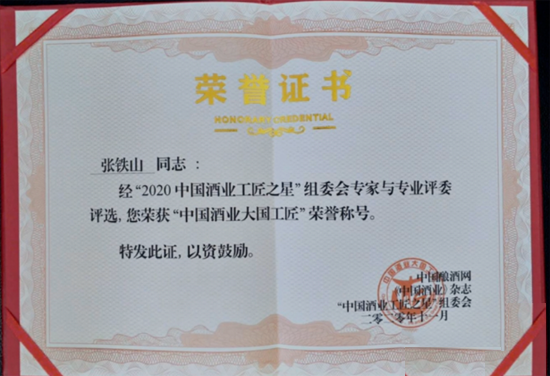 荣誉证书
HONORARY CREDENTIAL
张铁山 同志：
经“2020中国酒业工匠之星”组委会专家与专业评委
评选，您荣获“中国酒业大国工匠”荣誉称号。
特发此证，以资鼓励。
中国酿酒网
《中国酒业》杂志
“中国酒业工匠之星”组委会
二〇二〇年十一月